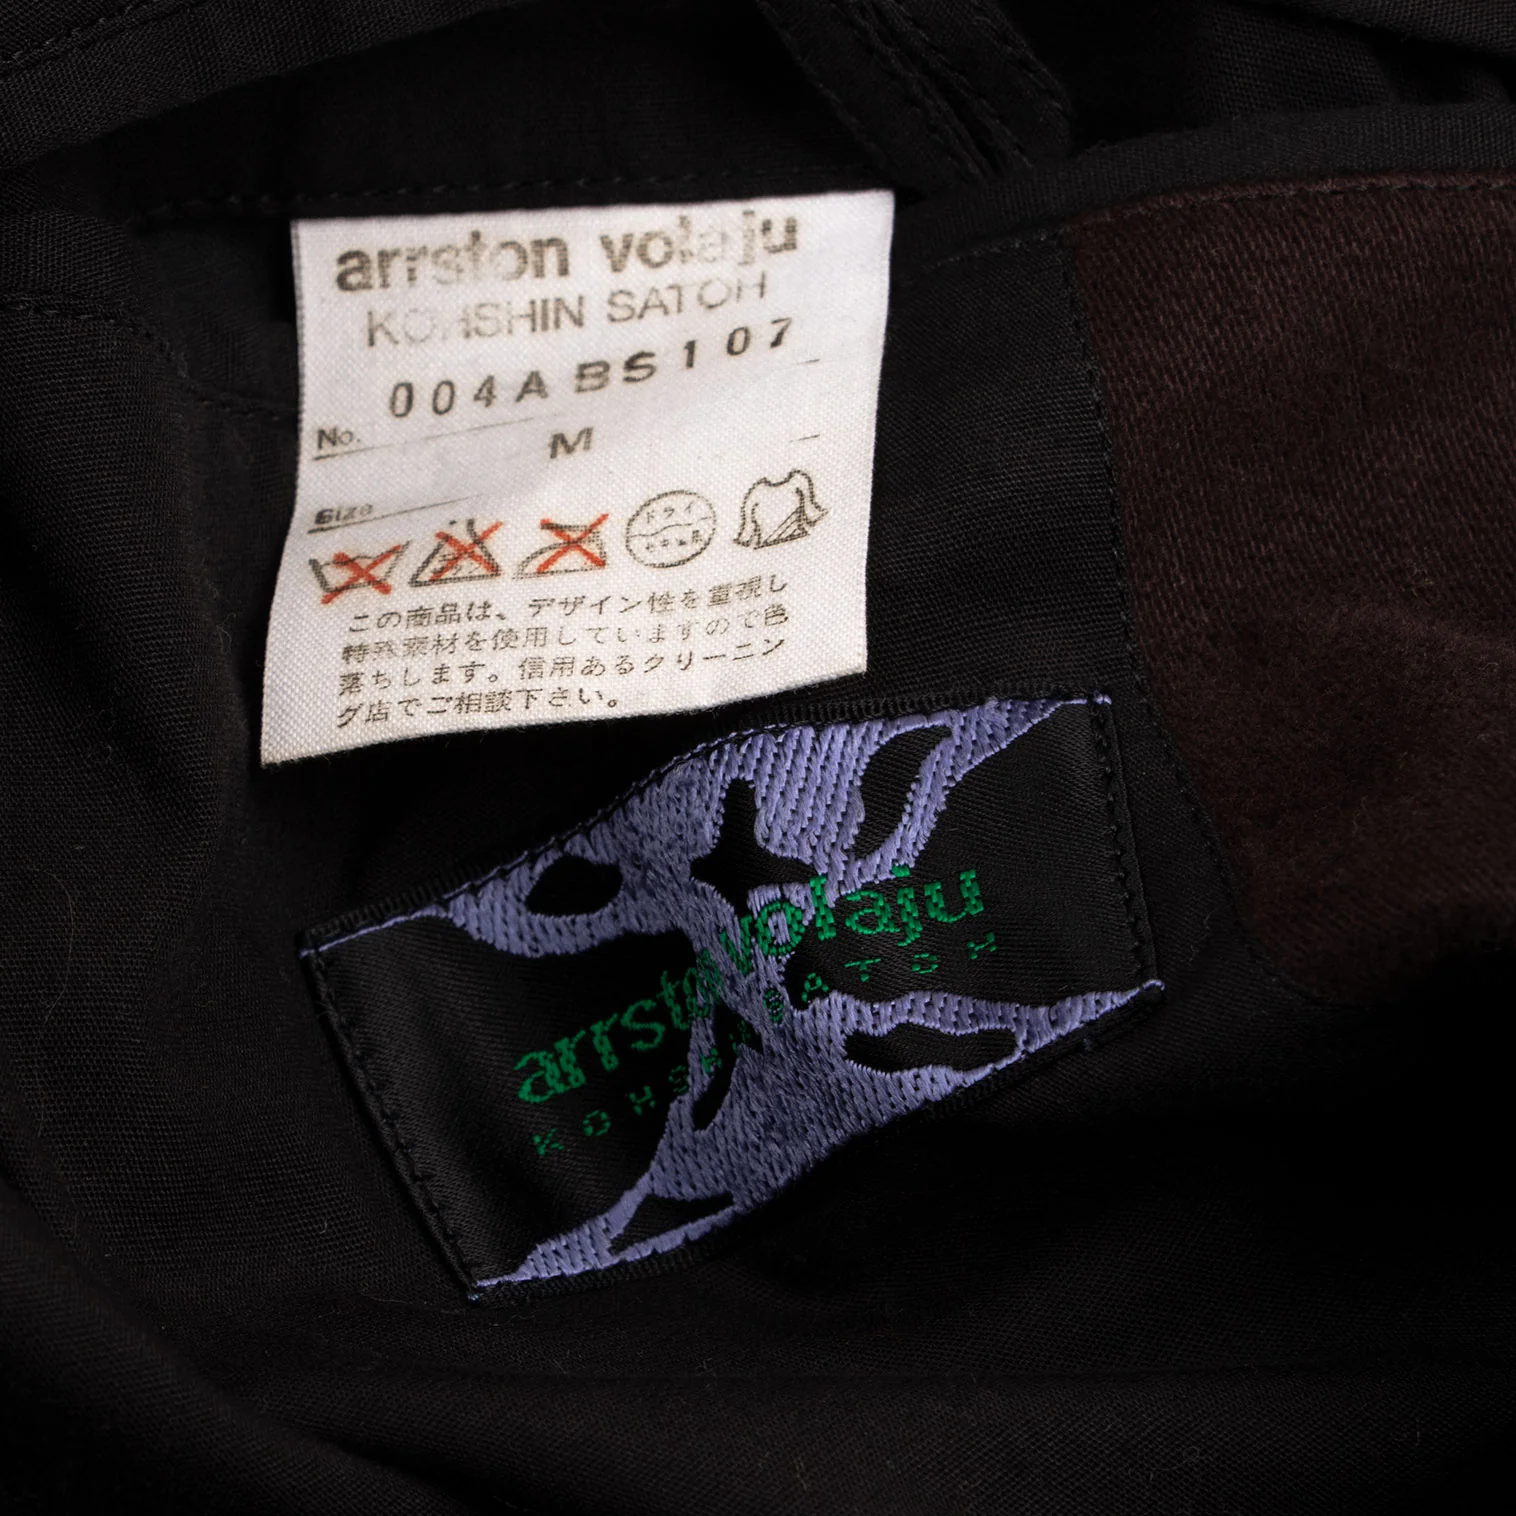 arrston volaju
KOHSHIN SATOH
004ABS107
No.
M
Size
ドライ
この商品は、デザイン性を重視し
特殊素材を使用していますので色
落ちします。信用あるクリーニン
グ店でご相談下さい。
arrston volaju
KOHSHIN SATOH